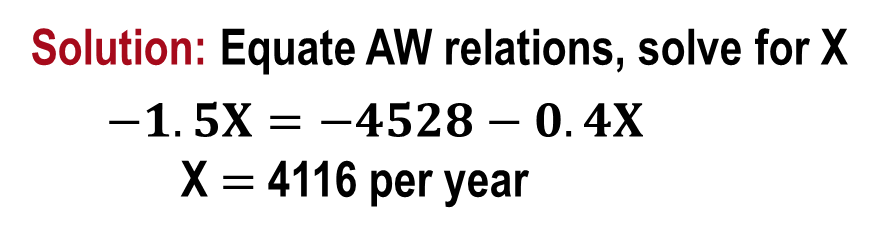 Solution: Equate AW relations, solve for X
−1.5X = −4528 − 0.4X
X = 4116 per year